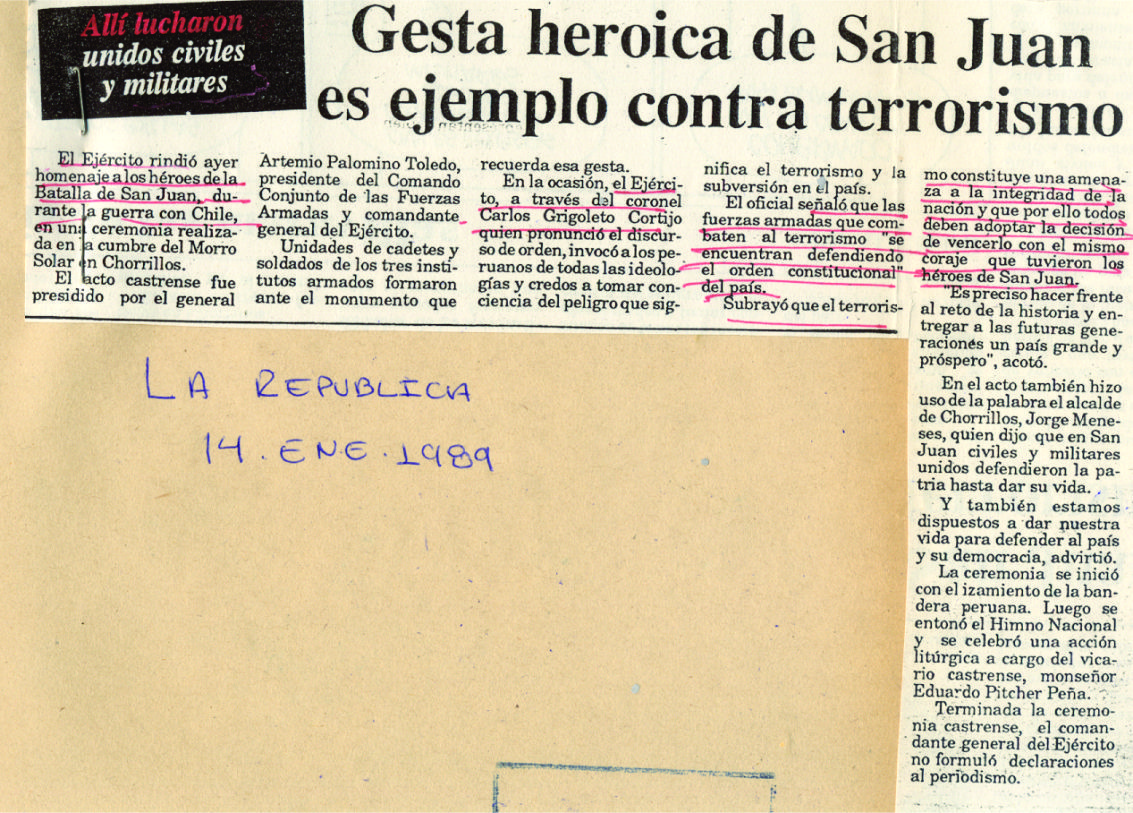 Allí lucharon
unidos civiles
y militares
Gesta heroica de San Juan
es ejemplo contra terrorismo
El Ejército rindió ayer
homenaje a los héroes de la
Batalla de San Juan, du-
rante la guerra con Chile,
en una ceremonia realiza-
da en la cumbre del Morro
Solar en Chorrillos.
El acto castrense fue
presidido por el general
Artemio Palomino Toledo,
presidente del Comando
Conjunto de las Fuerzas
Armadas y comandante
general del Ejército.
Unidades de cadetes y
soldados de los tres insti-
tutos armados formaron
ante el monumento que
recuerda esa gesta.
En la ocasión, el Ejérci-
to, a través del coronel
Carlos Grigoleto Cortijo
quien pronunció el discur-
so de orden, invocó a los pe-
ruanos de todas las ideolo-
gías y credos a tomar con-
ciencia del peligro que sig-
nifica el terrorismo y la
subversión en el país.
El oficial señaló que las
fuerzas armadas que com-
baten al terrorismo "se
encuentran defendiendo
el orden constitucional"
del país.
Subrayó que el terroris-
mo constituye una amena-
za a la integridad de la
nación y que por ello todos
deben adoptar la decisión
de vencerlo con el mismo
coraje que tuvieron los
héroes de San Juan.
"Es preciso hacer frente
al reto de la historia y en-
tregar a las futuras gene-
raciones un país grande y
próspero", acotó.
En el acto también hizo
uso de la palabra el alcalde
de Chorrillos, Jorge Mene-
ses, quien dijo que en San
Juan civiles y militares
unidos defendieron la pa-
tria hasta dar su vida.
Y también estamos
dispuestos a dar nuestra
vida para defender al país
y su democracia, advirtió.
La ceremonia se inició
con el izamiento de la ban-
dera peruana. Luego se
entonó el Himno Nacional
y se celebró una acción
litúrgica a cargo del vica-
rio castrense, monseñor
Eduardo Pitcher Peña.
Terminada la ceremo-
nia castrense, el coman-
dante general del Ejército
no formuló declaraciones
al periodismo.
LA REPUBLICA
14. ENE. 1989